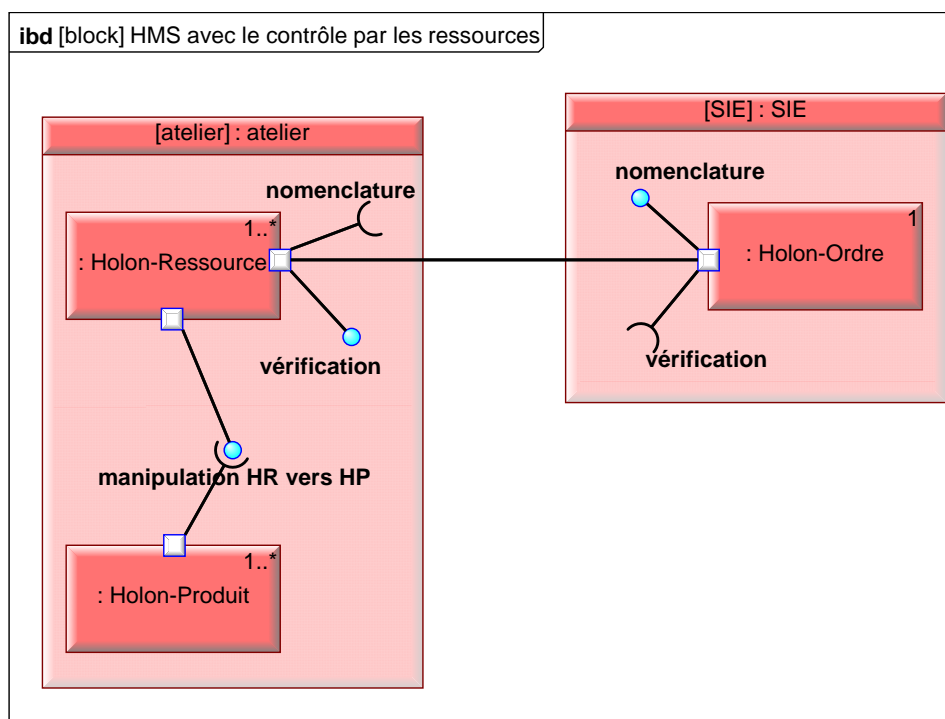 ibd [block] HMS avec le contrôle par les ressources
[atelier] : atelier
[SIE] : SIE
nomenclature
1..*
: Holon-Ressource
vérification
manipulation HR vers HP
1..*
: Holon-Produit
nomenclature
1
: Holon-Ordre
vérification